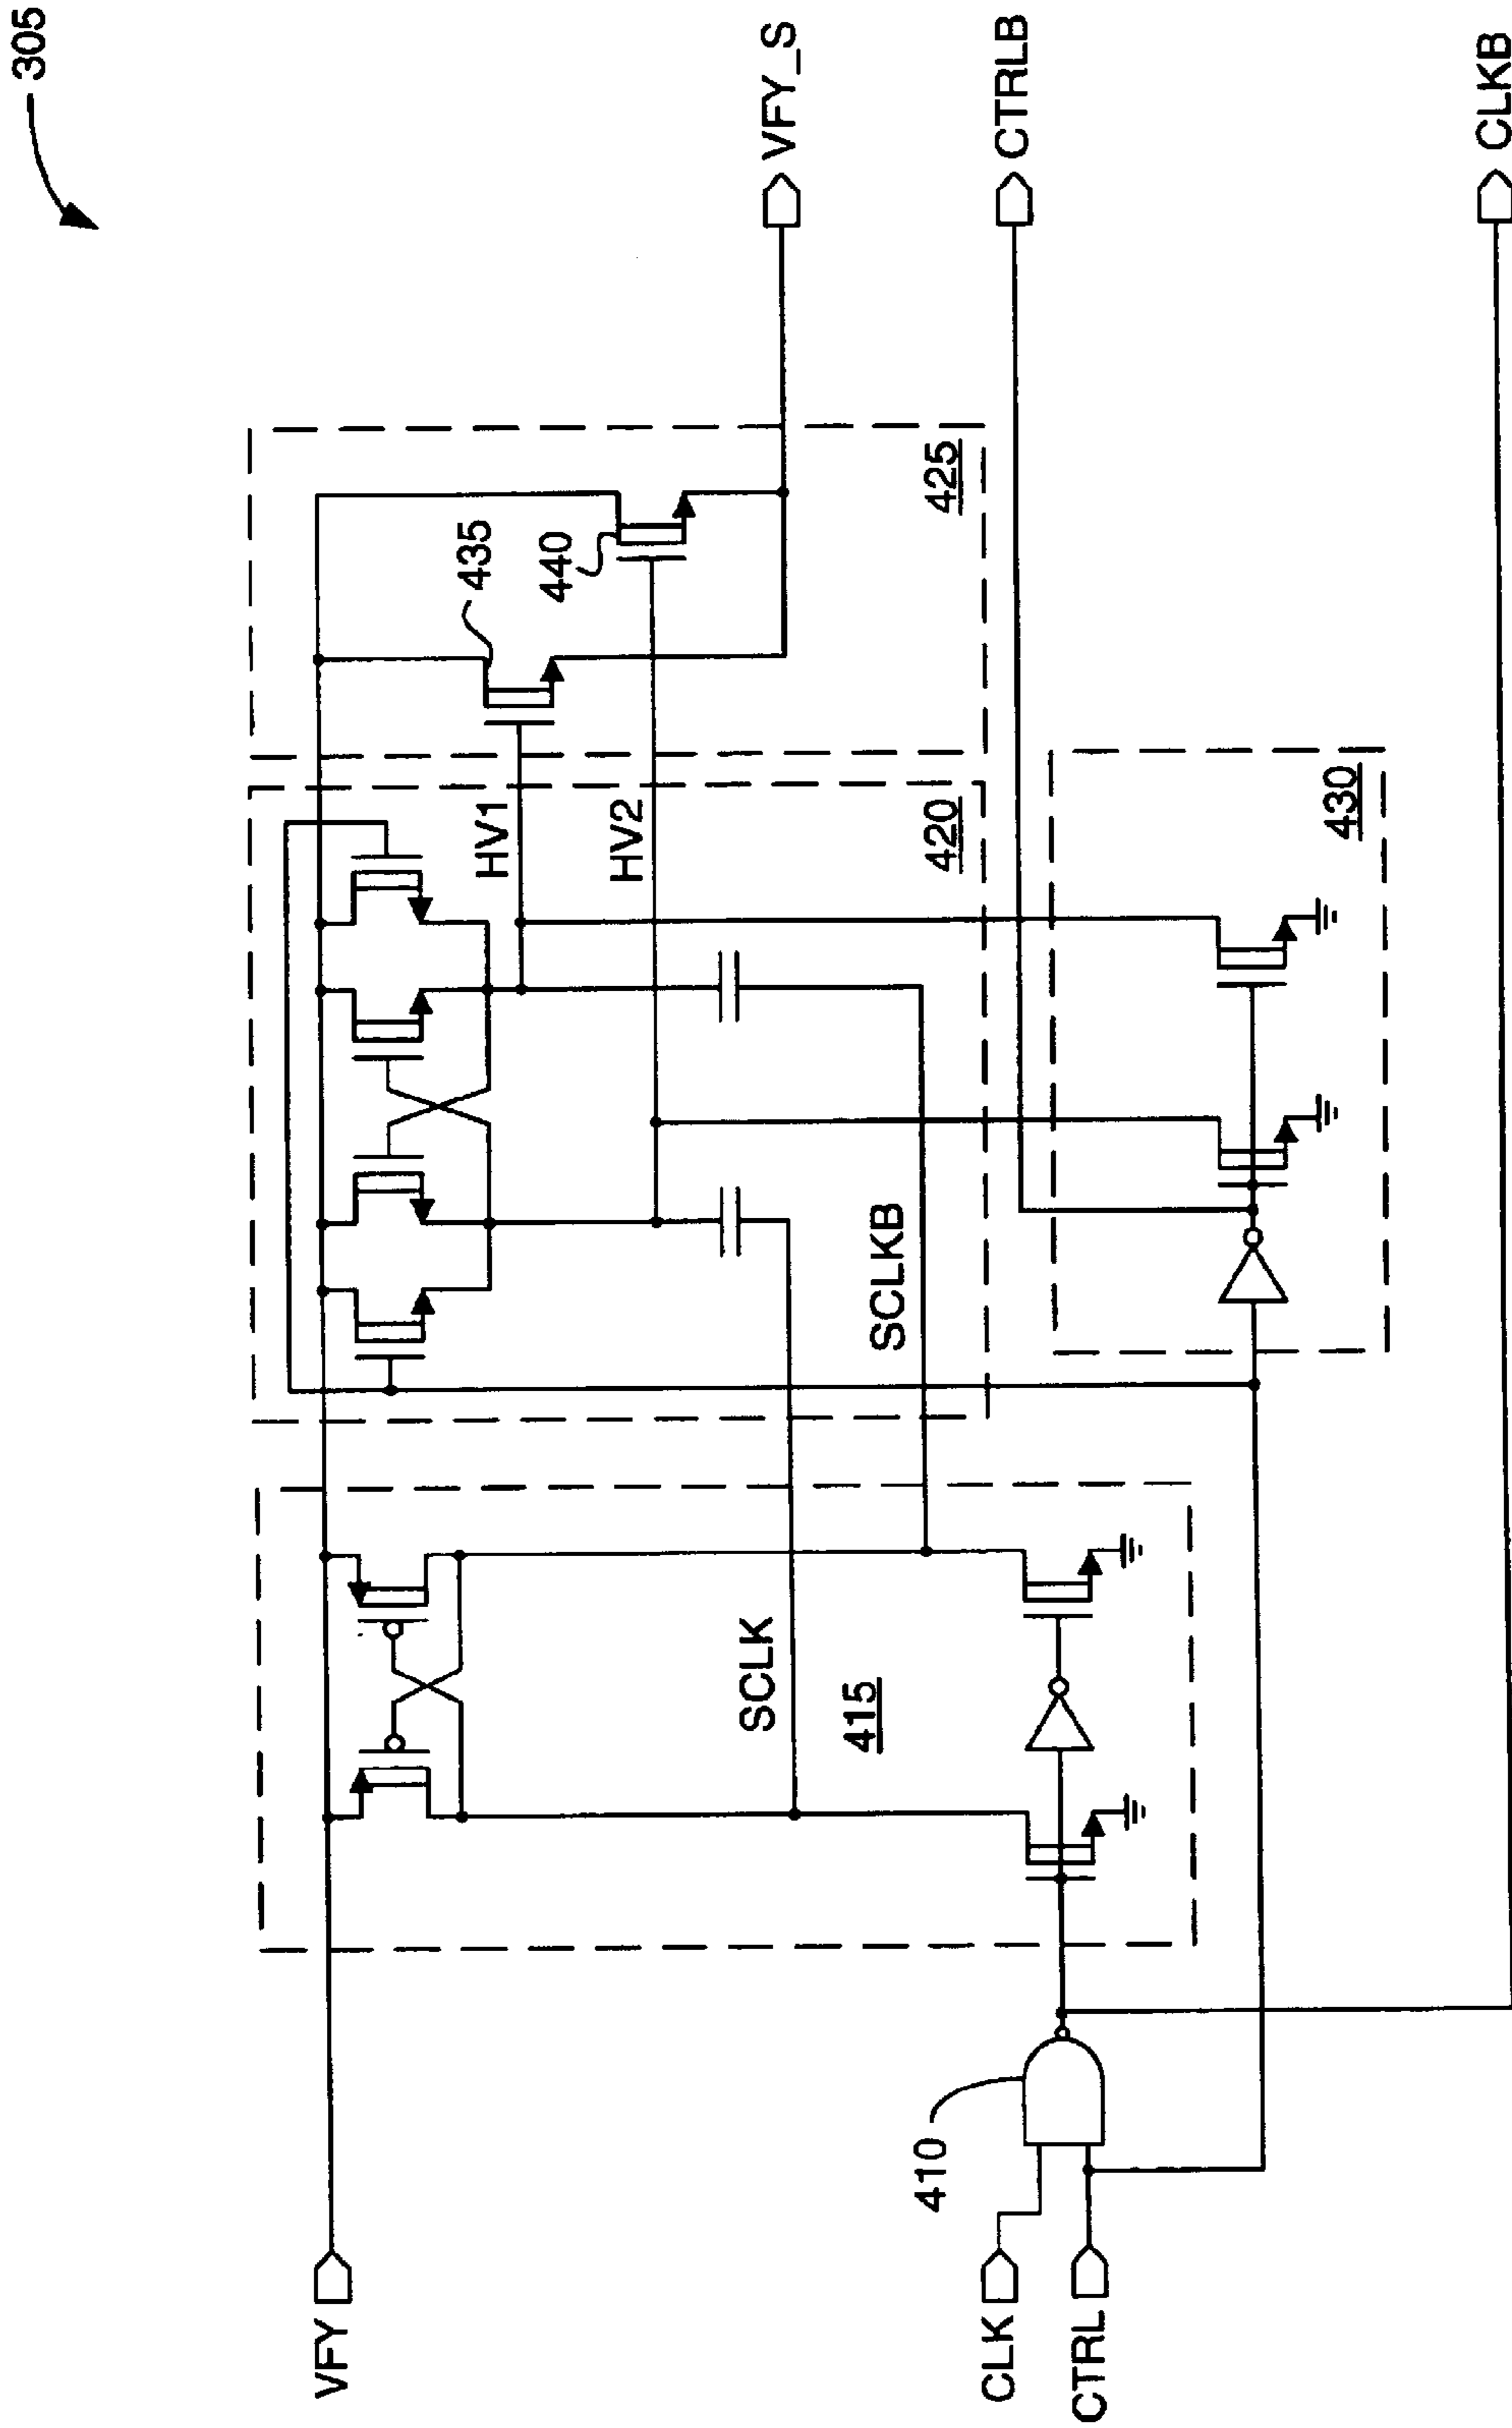 305
VFY
VFY_S
435
440
425
HV1
HV2
420
SCLK
SCLKB
415
430
410
CLK
CTRL
CTRLB
CLKB